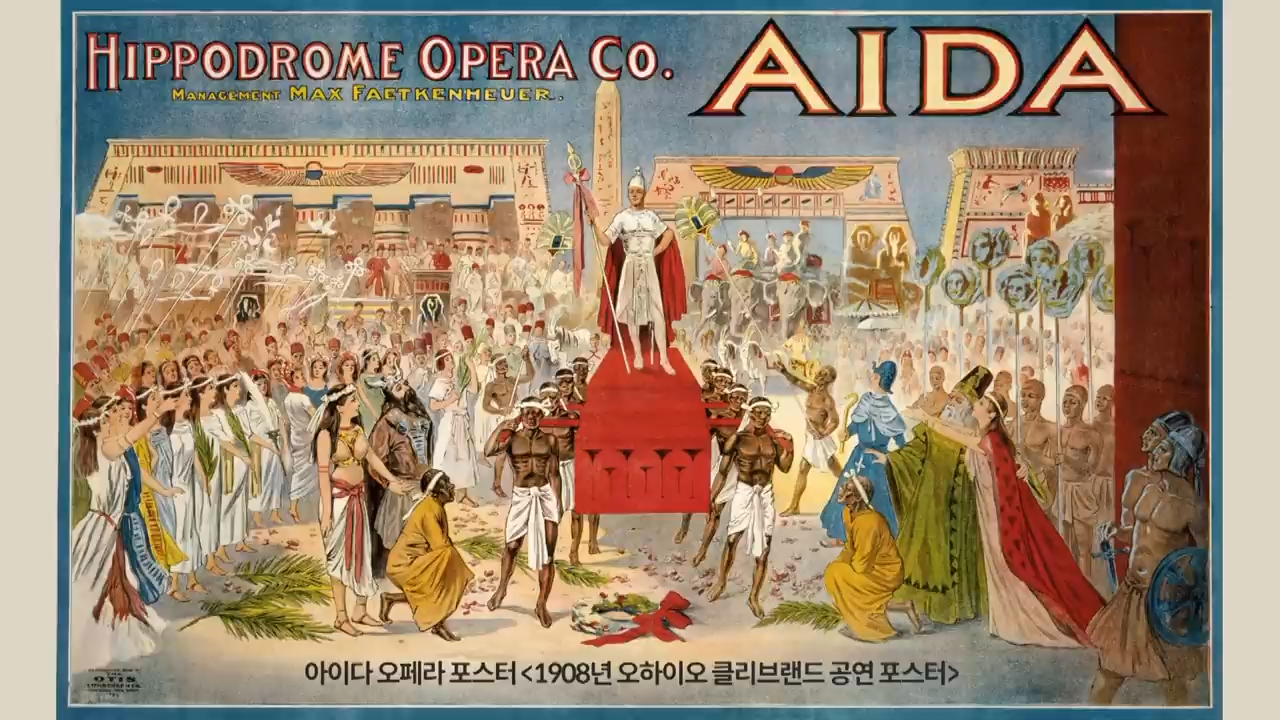 HIPPODROME OPERA CO.
AIDA
MANAGEMENT MAX FAETKENHEUER.
아이다 오페라 포스터 <1908년 오하이오 클리브랜드 공연 포스터>
OTIS